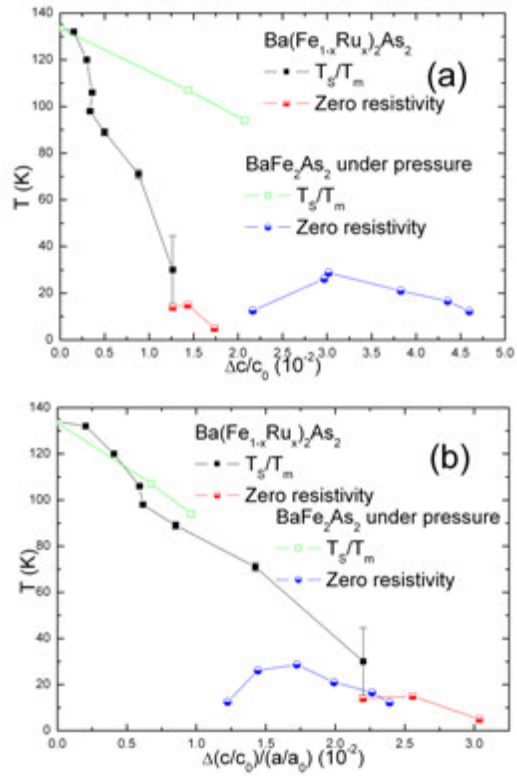 140
120
100
80
60
40
20
0
T (K)
Ba(Fe₁₋ₓRuₓ)₂As₂
(a)
Tₛ/Tₘ
Zero resistivity
BaFe₂As₂ under pressure
Tₛ/Tₘ
Zero resistivity
0.0 0.5 1.0 1.5 2.0 2.5 3.0 3.5 4.0 4.5 5.0
Δc/c₀ (10⁻²)
140
120
100
80
60
40
20
0
T (K)
Ba(Fe₁₋ₓRuₓ)₂As₂
(b)
Tₛ/Tₘ
Zero resistivity
BaFe₂As₂ under pressure
Tₛ/Tₘ
Zero resistivity
0.0 0.5 1.0 1.5 2.0 2.5 3.0
Δ(c/c₀)/(a/a₀) (10⁻²)